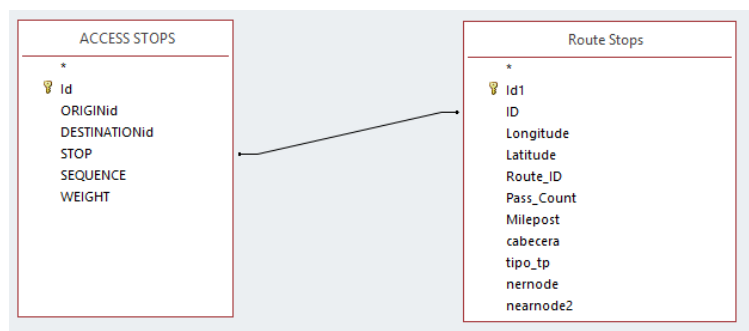 ACCESS STOPS
*
Id
ORIGINid
DESTINATIONid
STOP
SEQUENCE
WEIGHT
Route Stops
*
Id1
ID
Longitude
Latitude
Route_ID
Pass_Count
Milepost
cabecera
tipo_tp
nernode
nearnode2